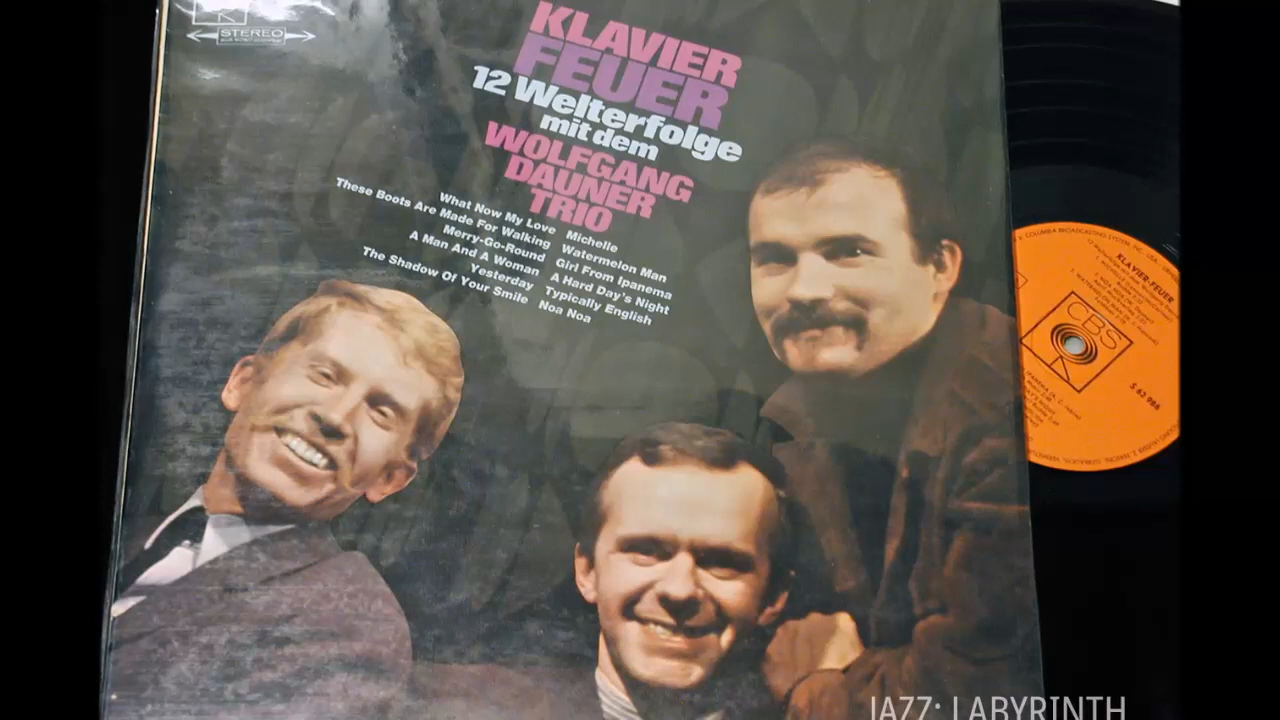 STEREO
KLAVIER
FEUER
12 Welterfolge
mit dem
WOLFGANG
DAUNER
TRIO
What Now My Love Michelle
These Boots Are Made For Walking Watermelon Man
Merry-Go-Round Girl From Ipanema
A Man And A Woman A Hard Day's Night
Yesterday Typically English
The Shadow Of Your Smile Noa Noa
KLAVIER-FEUER
CBS
S 62 986
JAZZ: LABYRINTH